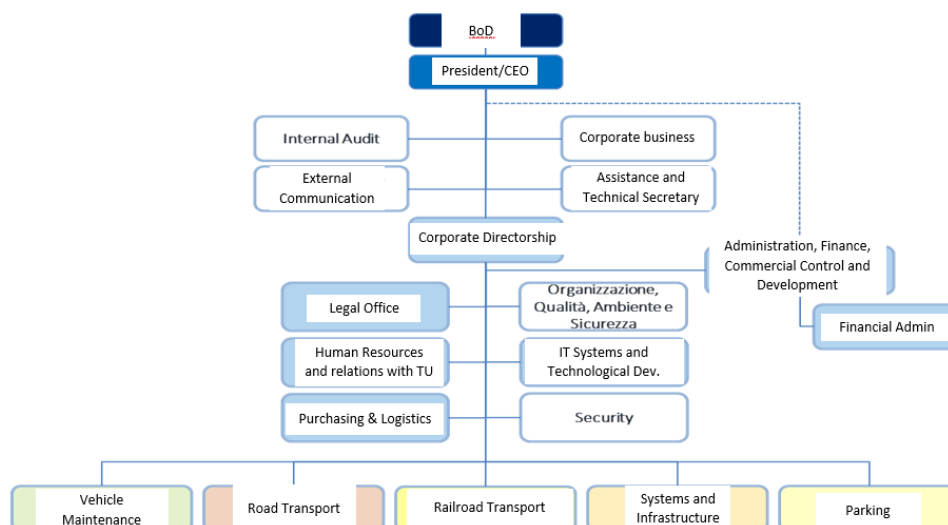 BoD
President/CEO
Internal Audit
Corporate business
External
Communication
Assistance and
Technical Secretary
Corporate Directorship
Administration, Finance,
Commercial Control and
Development
Legal Office
Organizzazione,
Qualità, Ambiente e
Sicurezza
Financial Admin
Human Resources
and relations with TU
IT Systems and
Technological Dev.
Purchasing & Logistics
Security
Vehicle
Maintenance
Road Transport
Railroad Transport
Systems and
Infrastructure
Parking